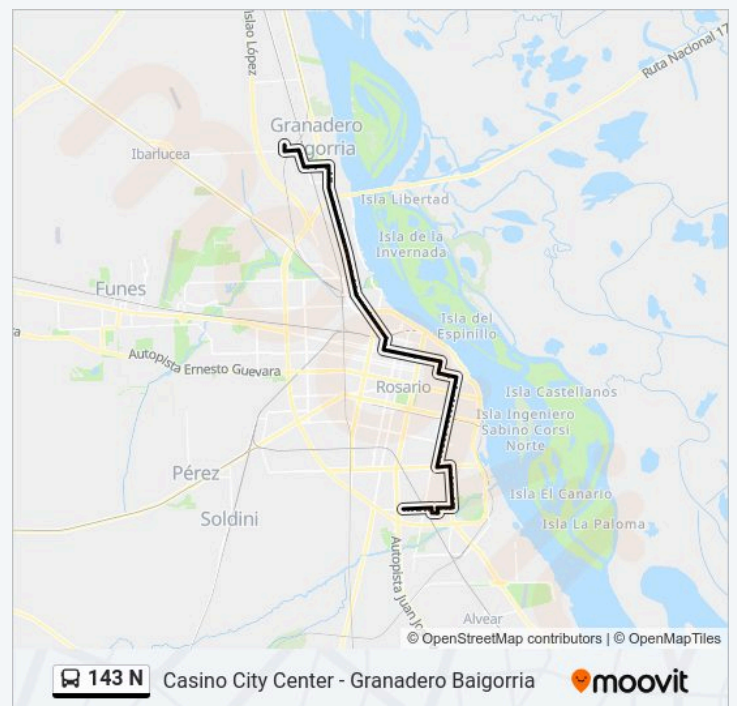 islao López
Ruta Nacional 17
Granadero
gorria
Ibarlucea
Isla Libertad
Isla de la
Invernada
Funes
Isla del
Espinillo
a
Autopista Ernesto Guevara
Rosario
Isla Castellanos
Isla Ingeniero
Sabino Corsi
Norte
Pérez
Isla El Canario
Soldini
Isla La Paloma
Autopista Juan Jo
Alvear
© OpenStreetMap contributors | © OpenMapTiles
143 N Casino City Center - Granadero Baigorria moovit